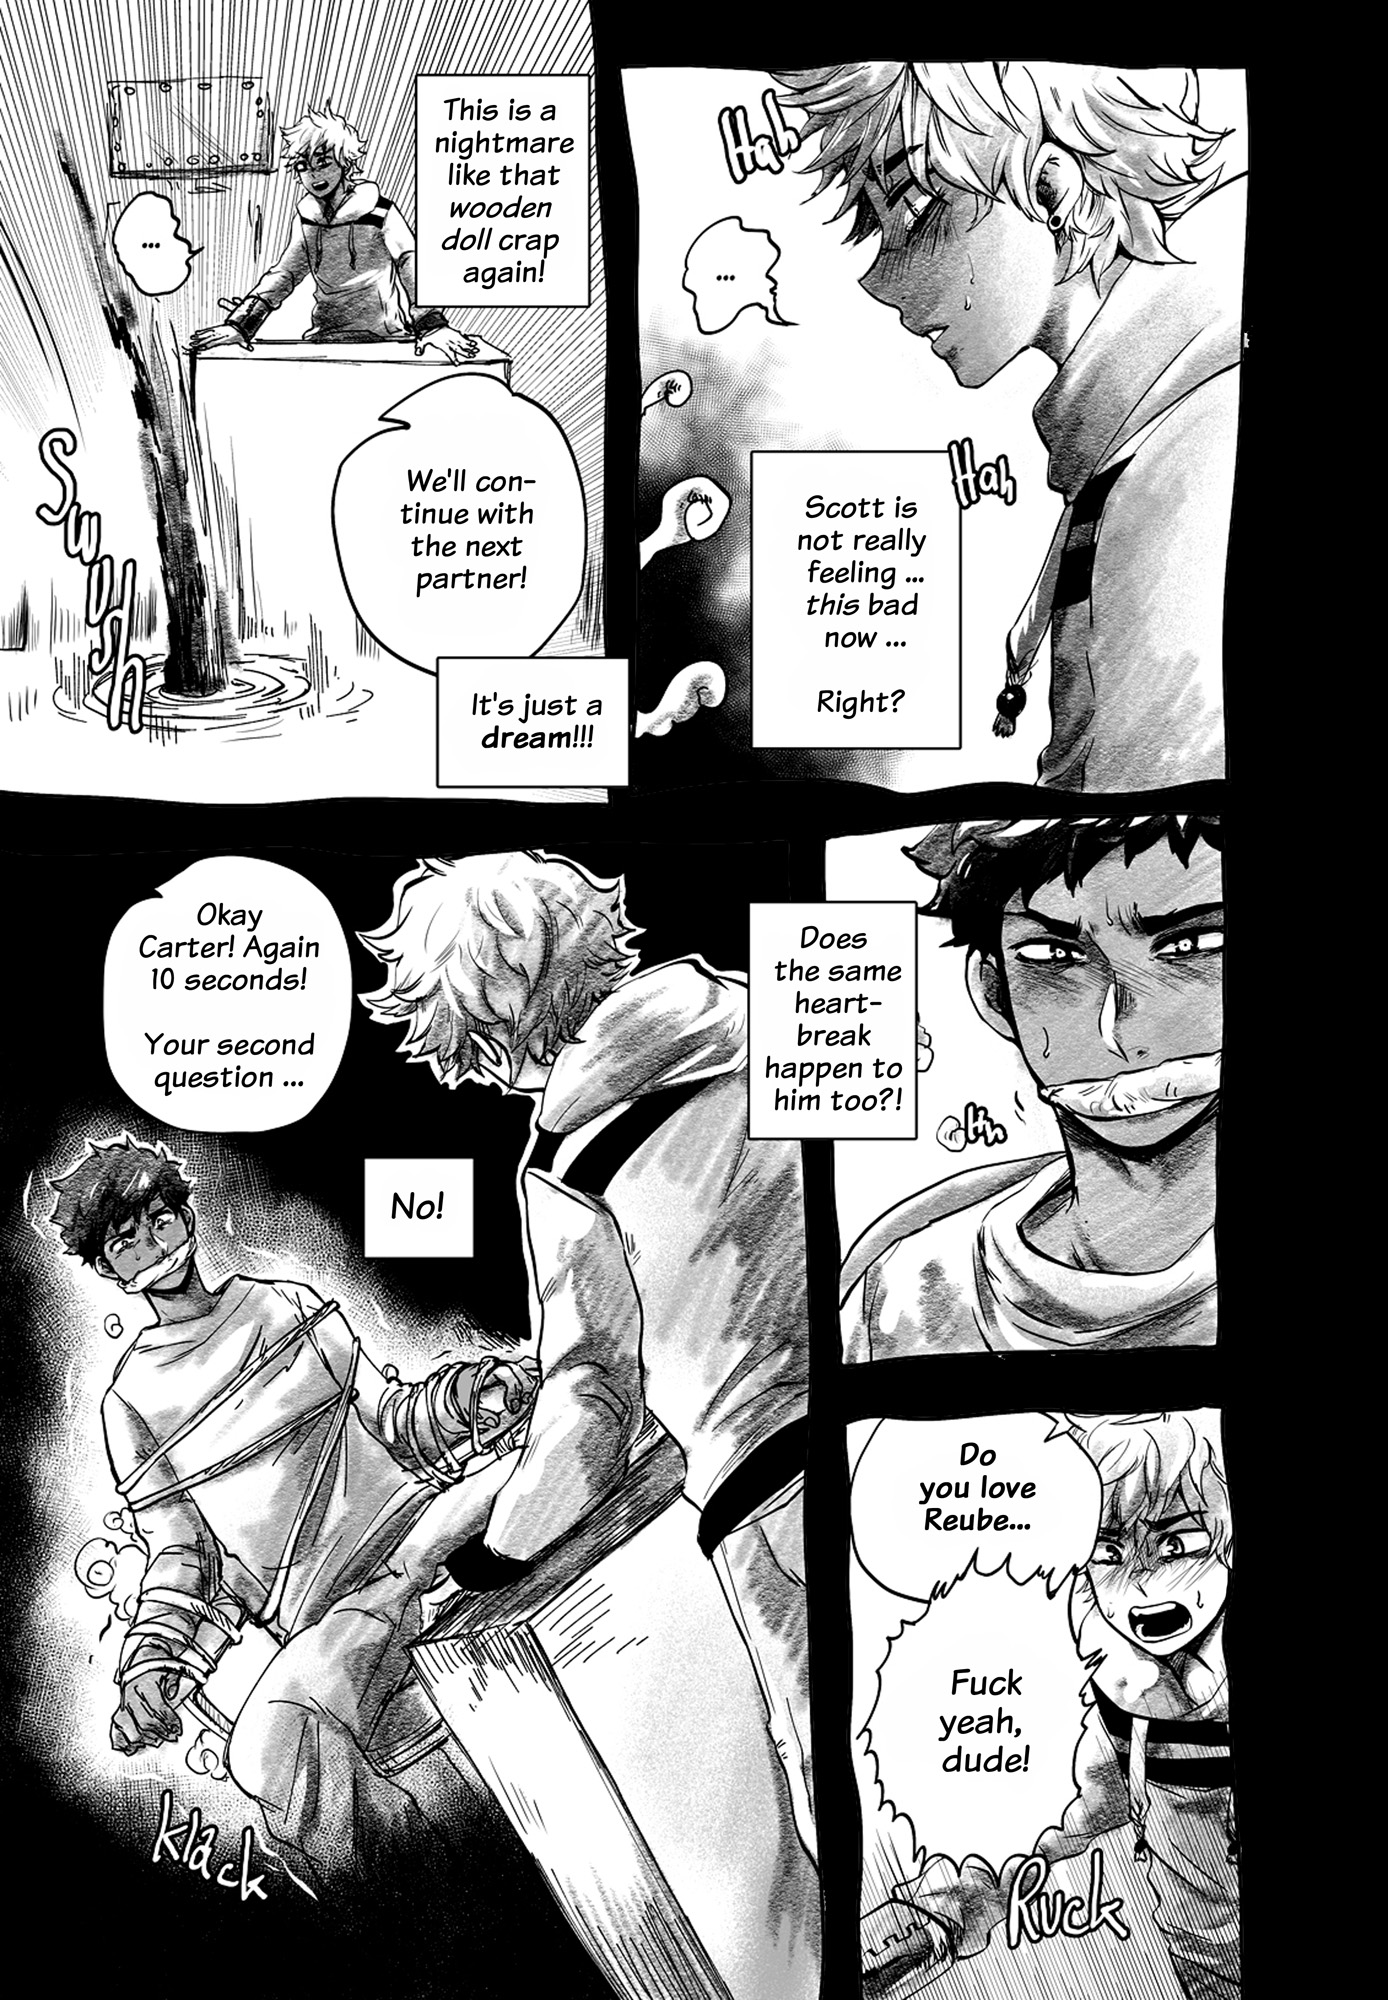 This is a
nightmare
like that
wooden
doll crap
again!
...
We'll con-
tinue with
the next
partner!
Swoosh
It's just a
dream!!!
Hah
...
Hah
Scott is
not really
feeling ...
this bad
now ...
Right?
Okay
Carter! Again
10 seconds!
Your second
question ...
No!
klack
Does
the same
heart-
break
happen to
him too?!
Hh
Do
you love
Reube...
Fuck
yeah,
dude!
Ruck